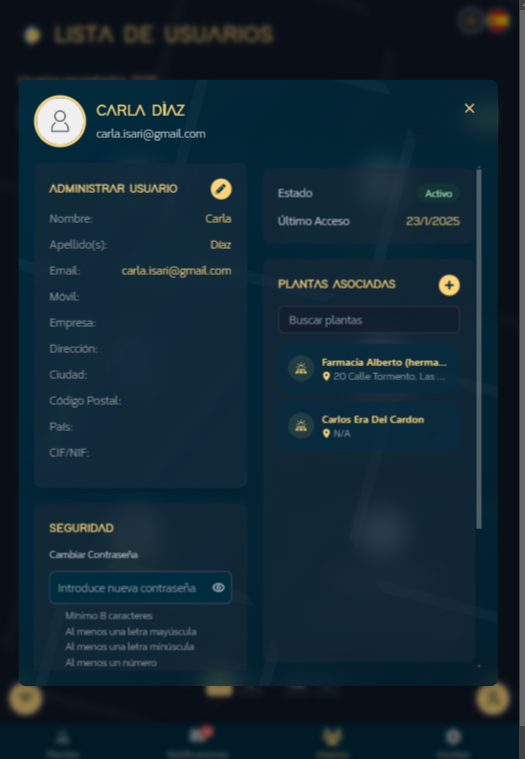 LISTA DE USUARIOS
CARLA DÍAZ
carla.isari@gmail.com
ADMINISTRAR USUARIO
Nombre: Carla
Apellido(s): Díaz
Email: carla.isari@gmail.com
Móvil:
Empresa:
Dirección:
Ciudad:
Código Postal:
País:
CIF/NIF:
SEGURIDAD
Cambiar Contraseña
Introduce nueva contraseña
Mínimo 8 caracteres
Al menos una letra mayúscula
Al menos una letra minúscula
Al menos un número
Estado Activo
Último Acceso 23/1/2025
PLANTAS ASOCIADAS
Buscar plantas
Farmacia Alberto (herma...
20 Calle Tormento, Las ...
Carlos Era Del Cardon
N/A